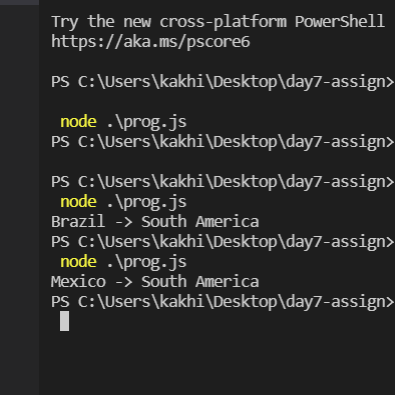 Try the new cross-platform PowerShell
https://aka.ms/pscore6
PS C:\Users\kakhi\Desktop\day7-assign>
node .\prog.js
PS C:\Users\kakhi\Desktop\day7-assign>
PS C:\Users\kakhi\Desktop\day7-assign>
node .\prog.js
Brazil -> South America
PS C:\Users\kakhi\Desktop\day7-assign>
node .\prog.js
Mexico -> South America
PS C:\Users\kakhi\Desktop\day7-assign>